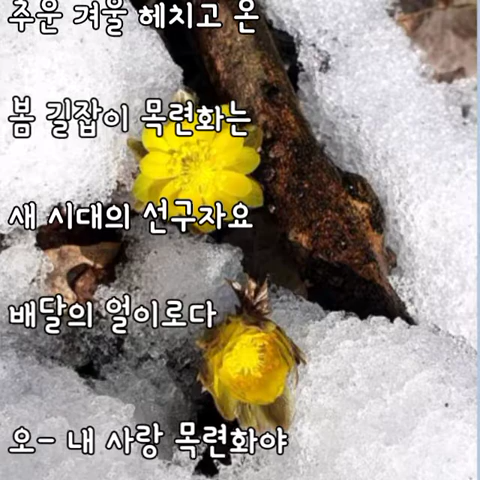 추운 겨울 헤치고 온
봄 길잡이 목련화는
새 시대의 선구자요
배달의 얼이로다
오- 내 사랑 목련화야